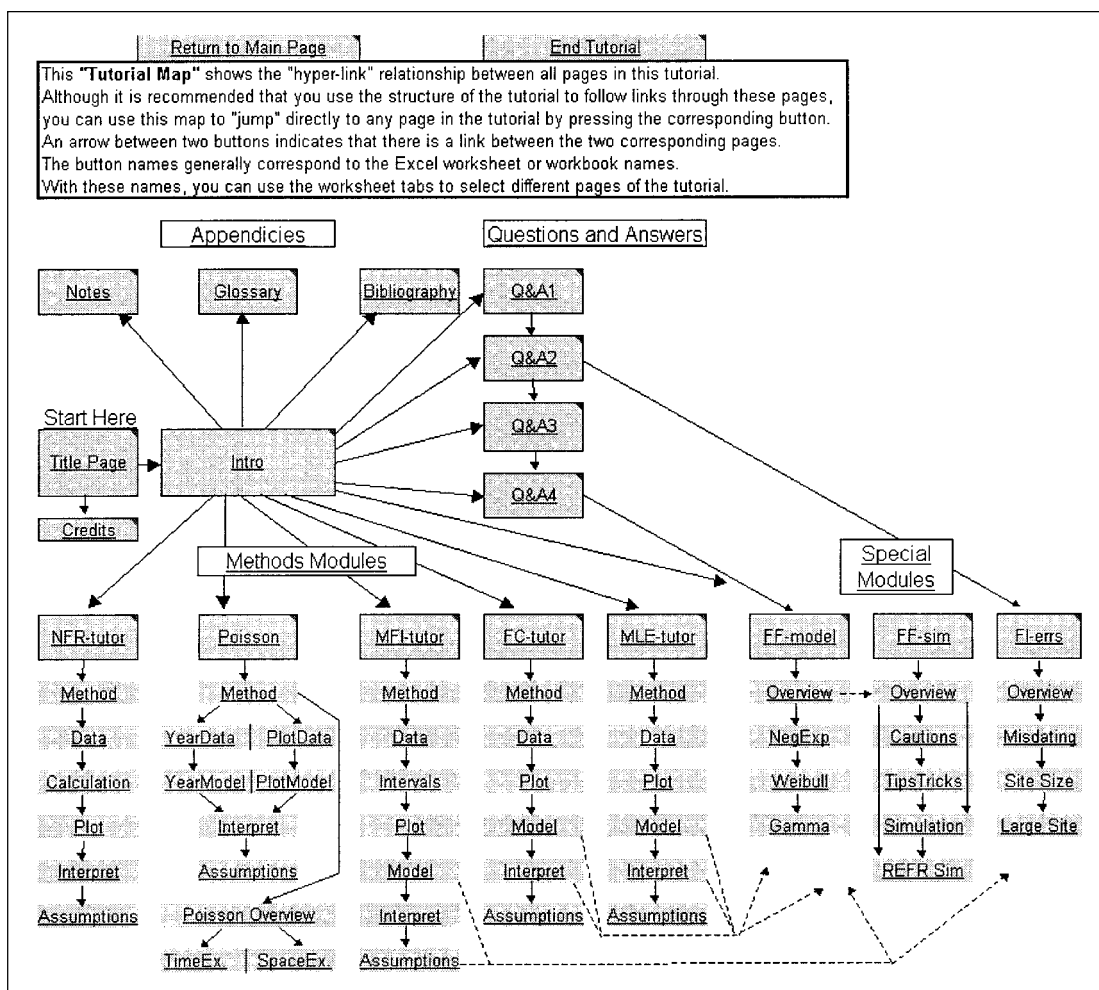 Return to Main Page
End Tutorial
This "Tutorial Map" shows the "hyper-link" relationship between all pages in this tutorial.
Although it is recommended that you use the structure of the tutorial to follow links through these pages,
you can use this map to "jump" directly to any page in the tutorial by pressing the corresponding button.
An arrow between two buttons indicates that there is a link between the two corresponding pages.
The button names generally correspond to the Excel worksheet or workbook names.
With these names, you can use the worksheet tabs to select different pages of the tutorial.
Appendicies
Questions and Answers
Notes
Glossary
Bibliography
Q&A1
Q&A2
Q&A3
Q&A4
Start Here
Title Page
Intro
Credits
Methods Modules
Special
Modules
NFR-tutor
Method
Data
Calculation
Plot
Interpret
Assumptions
Poisson
Method
YearData | PlotData
YearModel | PlotModel
Interpret
Assumptions
Poisson Overview
TimeEx. | SpaceEx.
MFI-tutor
Method
Data
Intervals
Plot
Model
Interpret
Assumptions
FC-tutor
Method
Data
Plot
Model
Interpret
Assumptions
MLE-tutor
Method
Data
Plot
Model
Interpret
Assumptions
FF-model
Overview
NegExp
Weibull
Gamma
FF-sim
Overview
Cautions
TipsTricks
Simulation
REFR Sim
FI-errs
Overview
Misdating
Site Size
Large Site